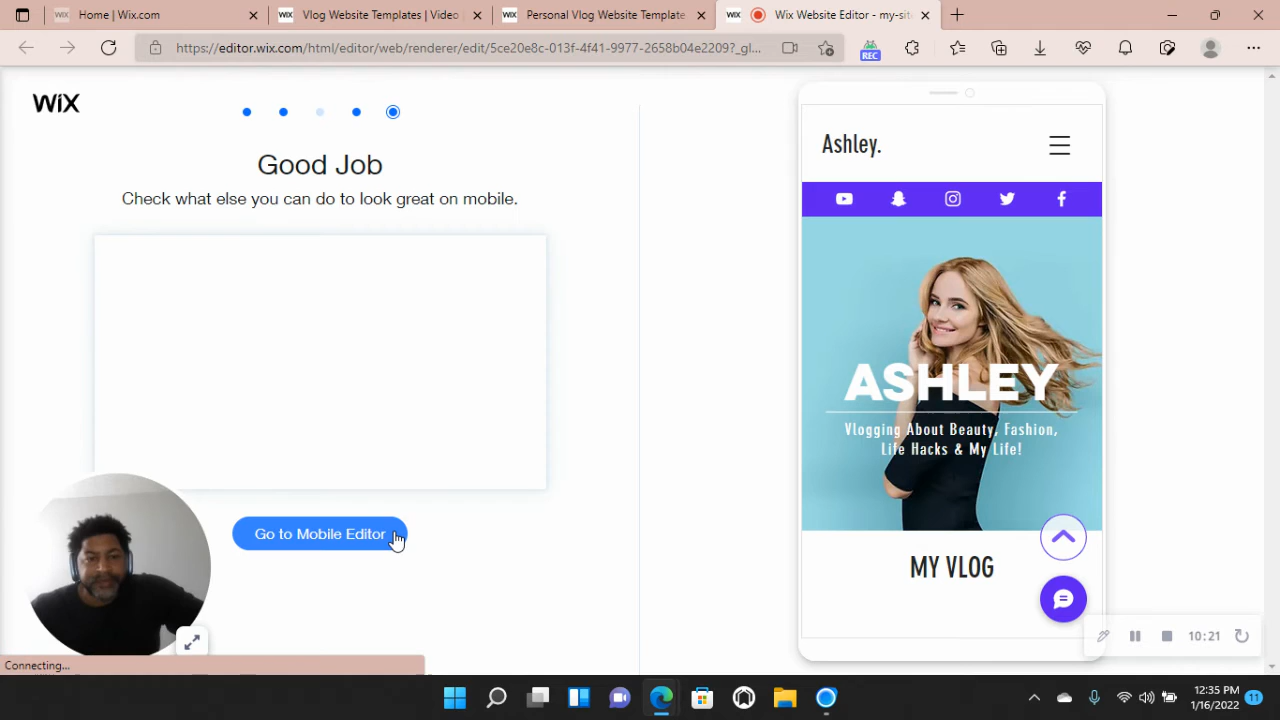 Home | Wix.com
Vlog Website Templates | Video
Personal Vlog Website Template
Wix Website Editor - my-sit
https://editor.wix.com/html/editor/web/renderer/edit/5ce20e8c-013f-4f41-9977-2658b04e2209?_gl...
REC
WiX
Good Job
Check what else you can do to look great on mobile.
Go to Mobile Editor
Ashley.
ASHLEY
Vlogging About Beauty, Fashion,
Life Hacks & My Life!
MY VLOG
10:21
Connecting...
12:35 PM
1/16/2022
11